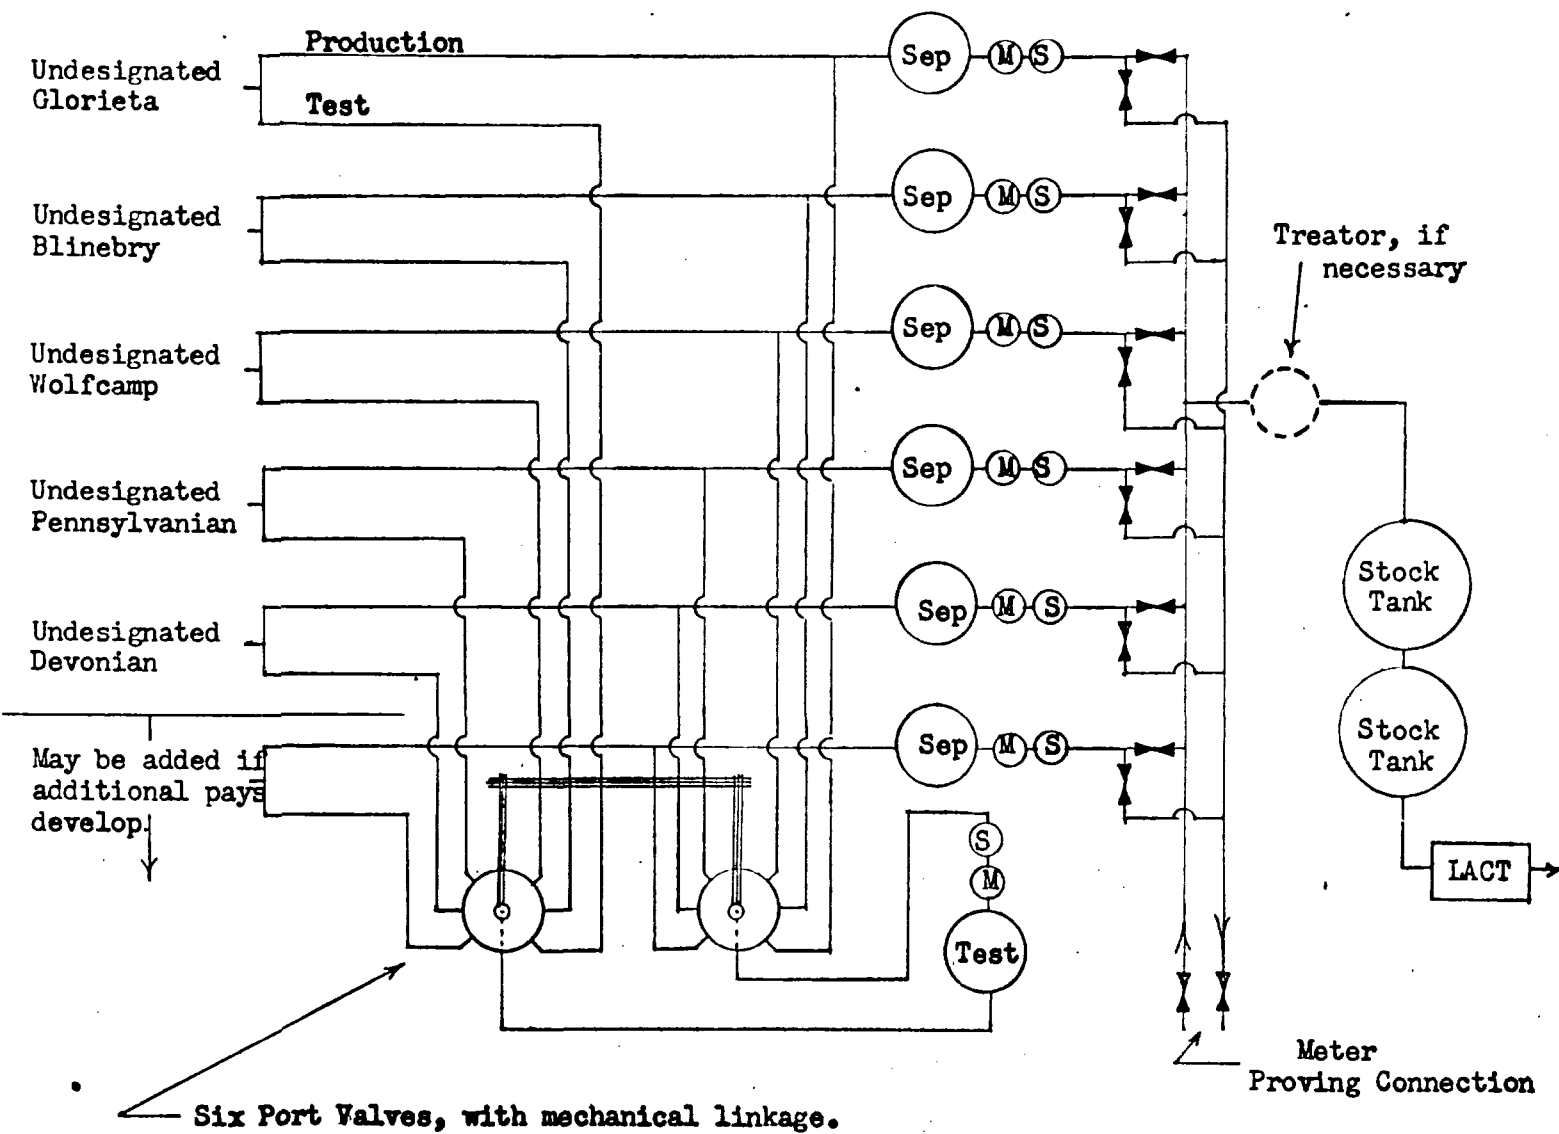 Production
Undesignated
Glorieta
Test
Sep
M
S
Undesignated
Blinebry
Sep
M
S
Treator, if
necessary
Undesignated
Wolfcamp
Sep
M
S
Undesignated
Pennsylvanian
Sep
M
S
Stock
Tank
Undesignated
Devonian
Sep
M
S
Stock
Tank
May be added if
additional pays
develop.
Sep
M
S
S
M
Test
LACT
Meter
Proving Connection
Six Port Valves, with mechanical linkage.